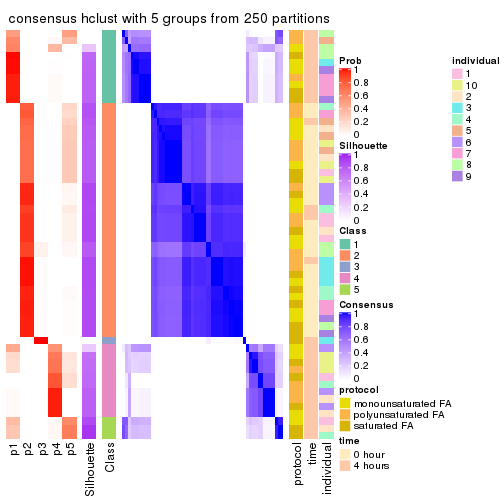 consensus hclust with 5 groups from 250 partitions
p1
p2
p3
p4
p5
Silhouette
Class
protocol
time
individual
Prob
1
0.8
0.6
0.4
0.2
0
Silhouette
1
0.8
0.6
0.4
0.2
0
Class
1
2
3
4
5
Consensus
1
0.8
0.6
0.4
0.2
0
protocol
monounsaturated FA
polyunsaturated FA
saturated FA
time
0 hour
4 hours
individual
1
10
2
3
4
5
6
7
8
9